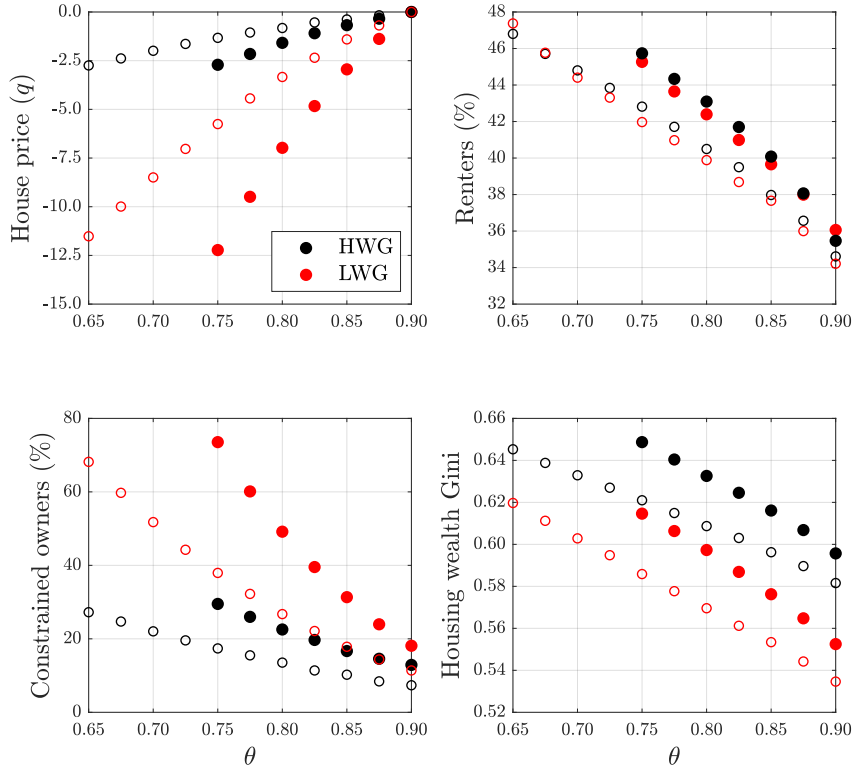 House price (q)
0.0
-2.5
-5.0
-7.5
-10.0
-12.5
-15.0
0.65 0.70 0.75 0.80 0.85 0.90
HWG
LWG
Renters (%)
48
46
44
42
40
38
36
34
32
0.65 0.70 0.75 0.80 0.85 0.90
Constrained owners (%)
80
60
40
20
0
0.65 0.70 0.75 0.80 0.85 0.90
θ
Housing wealth Gini
0.66
0.64
0.62
0.60
0.58
0.56
0.54
0.52
0.65 0.70 0.75 0.80 0.85 0.90
θ